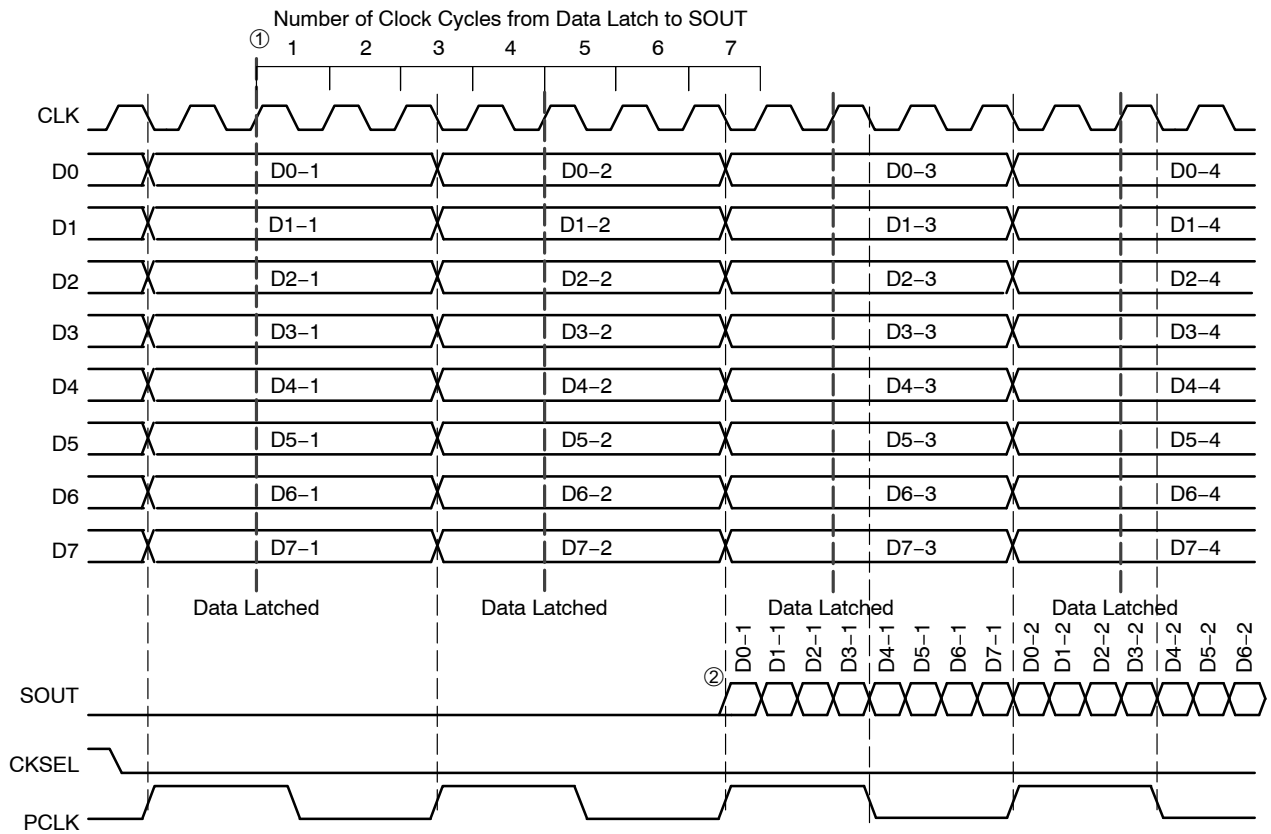 Number of Clock Cycles from Data Latch to SOUT
① 1 2 3 4 5 6 7
CLK
D0 D0−1 D0−2 D0−3 D0−4
D1 D1−1 D1−2 D1−3 D1−4
D2 D2−1 D2−2 D2−3 D2−4
D3 D3−1 D3−2 D3−3 D3−4
D4 D4−1 D4−2 D4−3 D4−4
D5 D5−1 D5−2 D5−3 D5−4
D6 D6−1 D6−2 D6−3 D6−4
D7 D7−1 D7−2 D7−3 D7−4
Data Latched Data Latched Data Latched Data Latched
D0−1 D1−1 D2−1 D3−1 D4−1 D5−1 D6−1 D7−1 D0−2 D1−2 D2−2 D3−2 D4−2 D5−2 D6−2
②
SOUT
CKSEL
PCLK